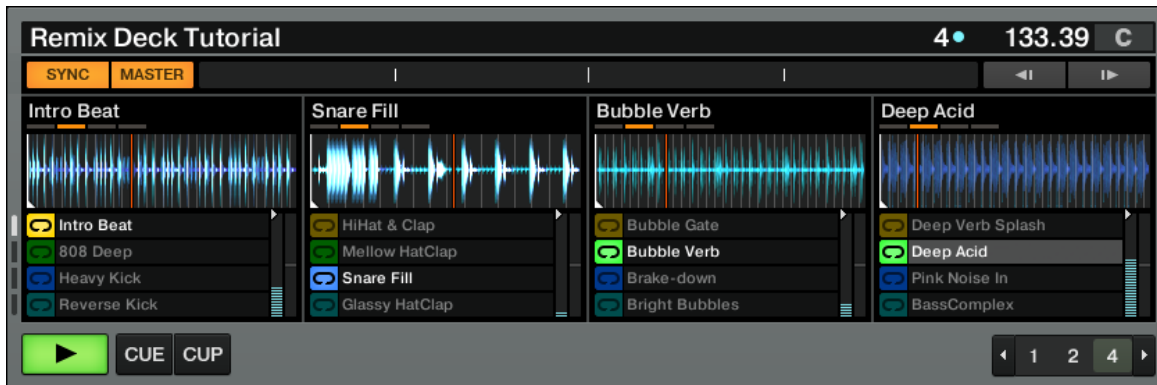 Remix Deck Tutorial 4 133.39 C
SYNC MASTER
Intro Beat Snare Fill Bubble Verb Deep Acid
Intro Beat HiHat & Clap Bubble Gate Deep Verb Splash
808 Deep Mellow HatClap Bubble Verb Deep Acid
Heavy Kick Snare Fill Brake-down Pink Noise In
Reverse Kick Glassy HatClap Bright Bubbles BassComplex
CUE CUP 1 2 4